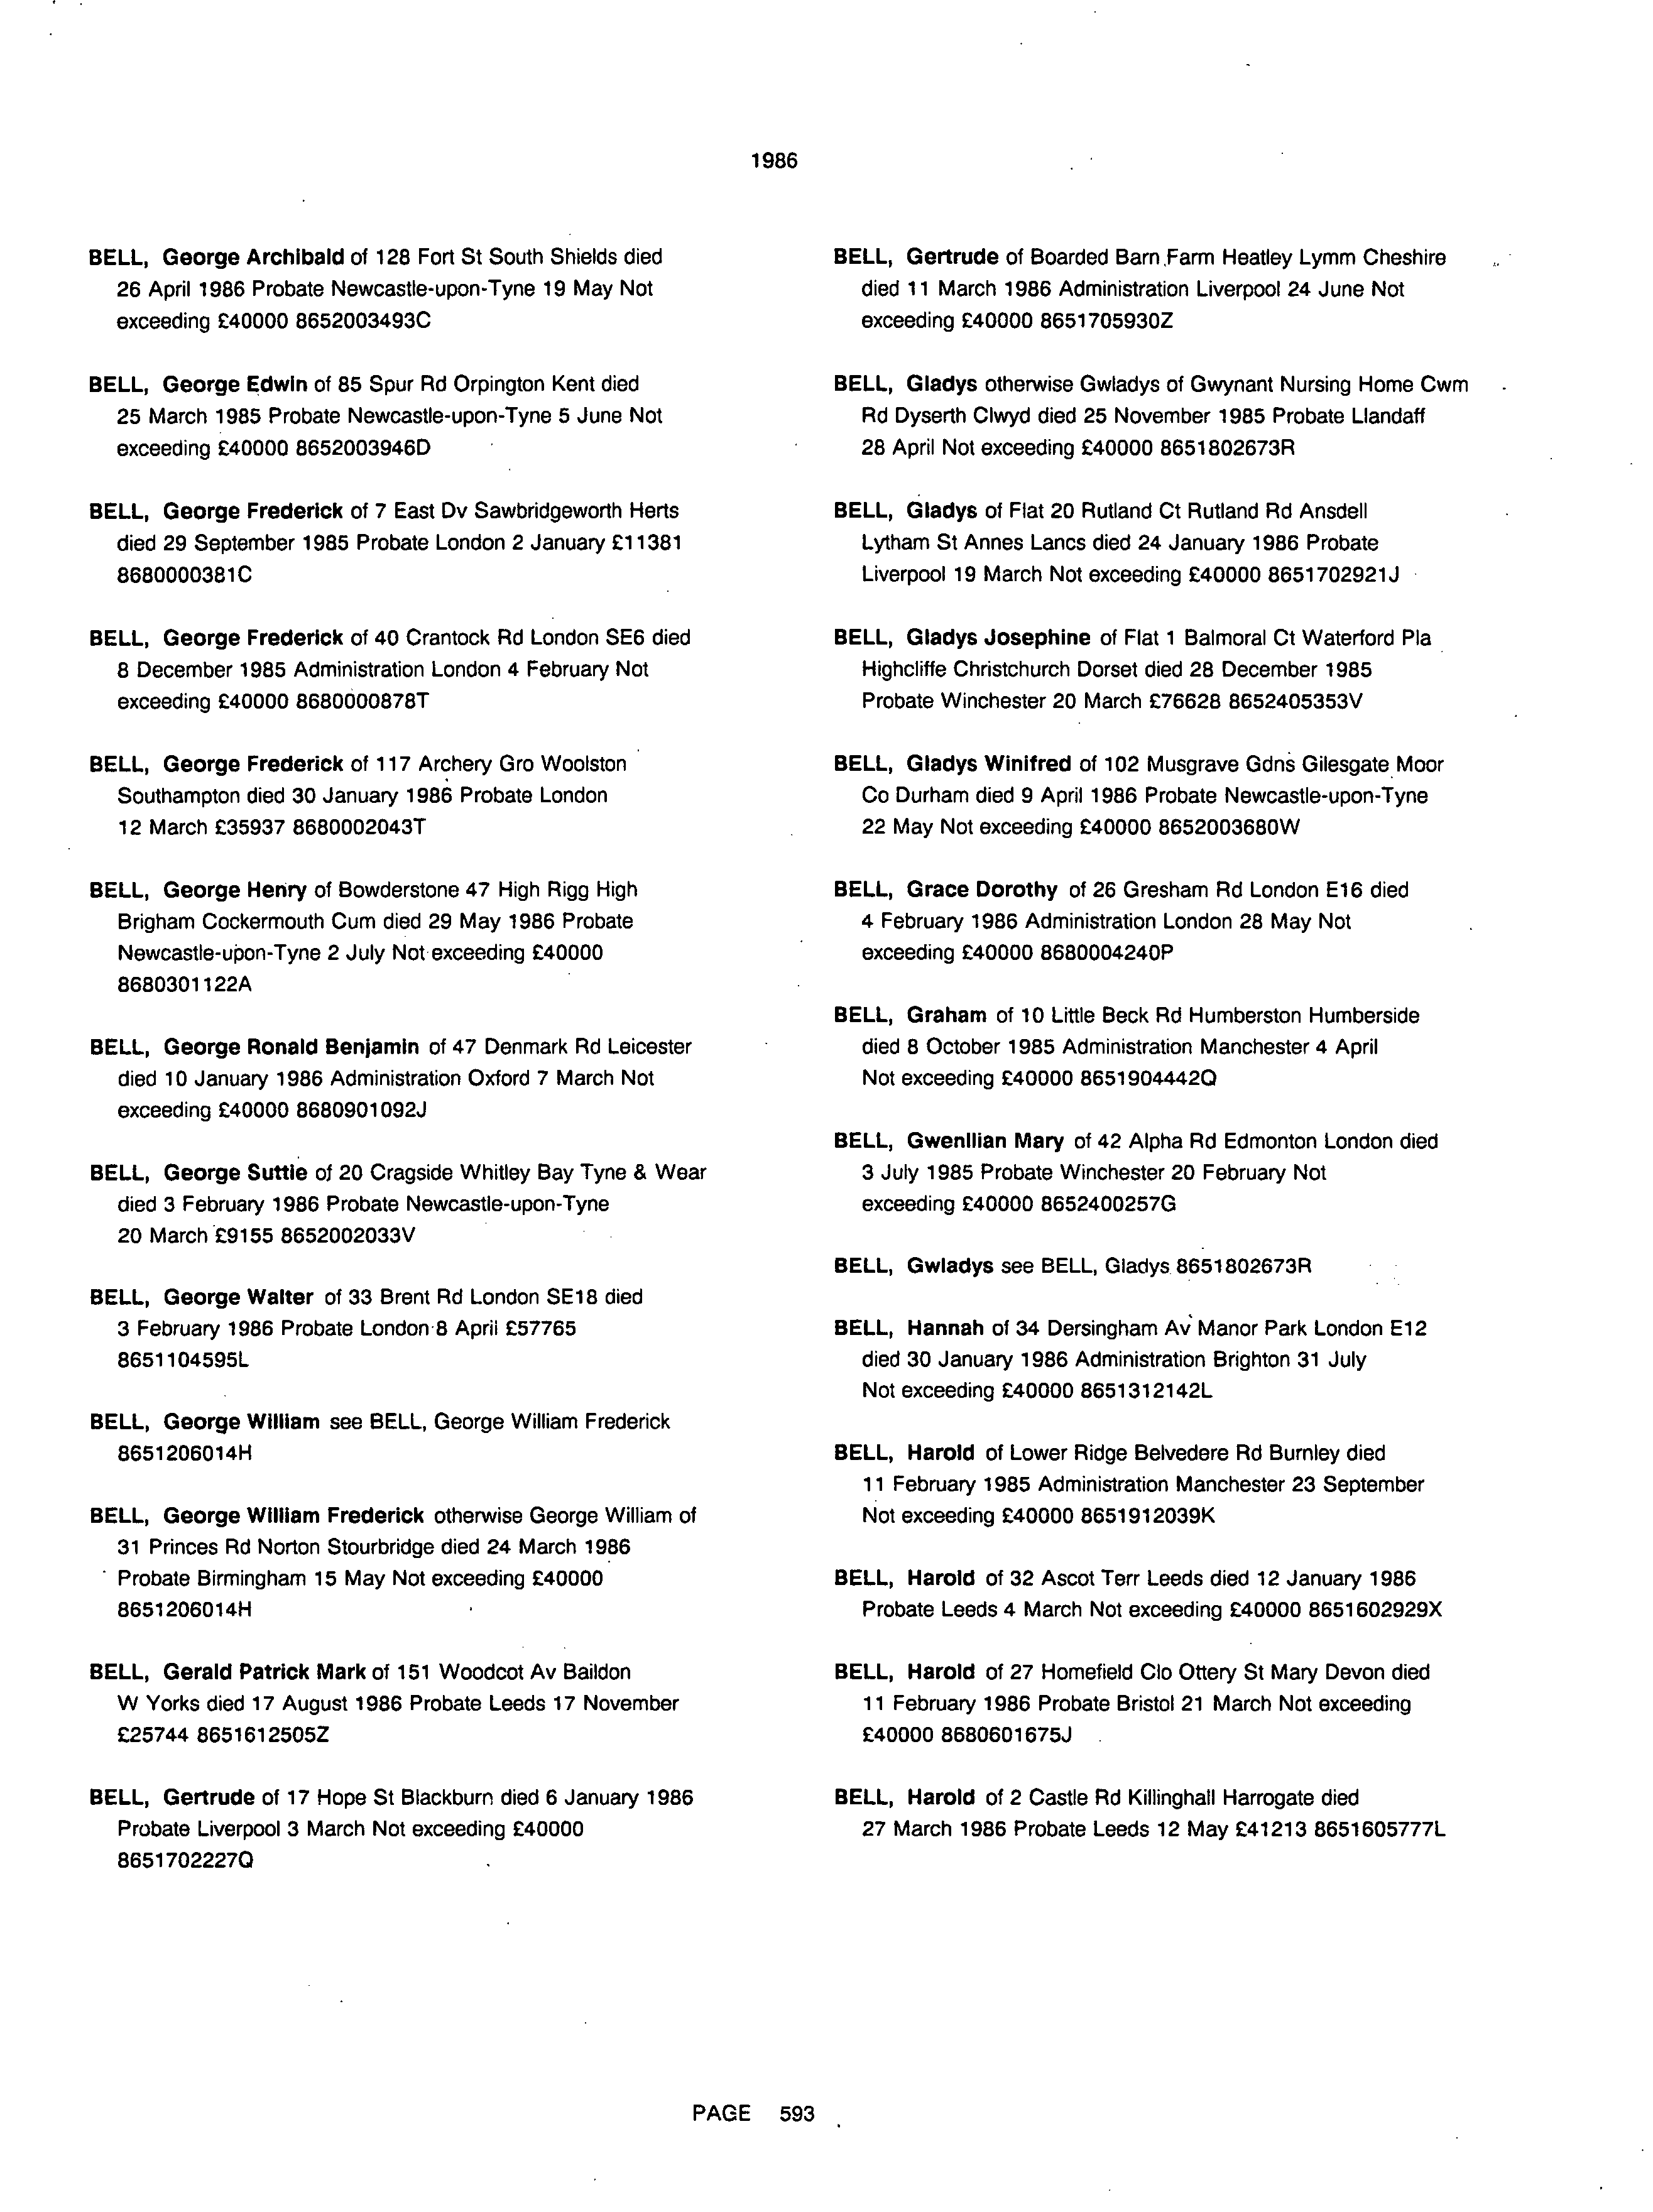 1986
BELL, George Archibald of 128 Fort St South Shields died
26 April 1986 Probate Newcastle-upon-Tyne 19 May Not
exceeding £40000 8652003493C
BELL, George Edwin of 85 Spur Rd Orpington Kent died
25 March 1985 Probate Newcastle-upon-Tyne 5 June Not
exceeding £40000 8652003946D
BELL, George Frederick of 7 East Dv Sawbridgeworth Herts
died 29 September 1985 Probate London 2 January £11381
8680000381C
BELL, George Frederick of 40 Crantock Rd London SE6 died
8 December 1985 Administration London 4 February Not
exceeding £40000 8680000878T
BELL, George Frederick of 117 Archery Gro Woolston
Southampton died 30 January 1986 Probate London
12 March £35937 8680002043T
BELL, George Henry of Bowderstone 47 High Rigg High
Brigham Cockermouth Cum died 29 May 1986 Probate
Newcastle-upon-Tyne 2 July Not exceeding £40000
8680301122A
BELL, George Ronald Benjamin of 47 Denmark Rd Leicester
died 10 January 1986 Administration Oxford 7 March Not
exceeding £40000 8680901092J
BELL, George Suttie of 20 Cragside Whitley Bay Tyne & Wear
died 3 February 1986 Probate Newcastle-upon-Tyne
20 March £9155 8652002033V
BELL, George Walter of 33 Brent Rd London SE18 died
3 February 1986 Probate London 8 April £57765
8651104595L
BELL, George William see BELL, George William Frederick
8651206014H
BELL, George William Frederick otherwise George William of
31 Princes Rd Norton Stourbridge died 24 March 1986
Probate Birmingham 15 May Not exceeding £40000
8651206014H
BELL, Gerald Patrick Mark of 151 Woodcot Av Baildon
W Yorks died 17 August 1986 Probate Leeds 17 November
£25744 8651612505Z
BELL, Gertrude of 17 Hope St Blackburn died 6 January 1986
Probate Liverpool 3 March Not exceeding £40000
8651702227Q
BELL, Gertrude of Boarded Barn Farm Heatley Lymm Cheshire
died 11 March 1986 Administration Liverpool 24 June Not
exceeding £40000 8651705930Z
BELL, Gladys otherwise Gwladys of Gwynant Nursing Home Cwm
Rd Dyserth Clwyd died 25 November 1985 Probate Llandaff
28 April Not exceeding £40000 8651802673R
BELL, Gladys of Flat 20 Rutland Ct Rutland Rd Ansdell
Lytham St Annes Lancs died 24 January 1986 Probate
Liverpool 19 March Not exceeding £40000 8651702921J
BELL, Gladys Josephine of Flat 1 Balmoral Ct Waterford Pla
Highcliffe Christchurch Dorset died 28 December 1985
Probate Winchester 20 March £76628 8652405353V
BELL, Gladys Winifred of 102 Musgrave Gdns Gilesgate Moor
Co Durham died 9 April 1986 Probate Newcastle-upon-Tyne
22 May Not exceeding £40000 8652003680W
BELL, Grace Dorothy of 26 Gresham Rd London E16 died
4 February 1986 Administration London 28 May Not
exceeding £40000 8680004240P
BELL, Graham of 10 Little Beck Rd Humberston Humberside
died 8 October 1985 Administration Manchester 4 April
Not exceeding £40000 8651904442Q
BELL, Gwenllian Mary of 42 Alpha Rd Edmonton London died
3 July 1985 Probate Winchester 20 February Not
exceeding £40000 8652400257G
BELL, Gwladys see BELL, Gladys 8651802673R
BELL, Hannah of 34 Dersingham Av Manor Park London E12
died 30 January 1986 Administration Brighton 31 July
Not exceeding £40000 8651312142L
BELL, Harold of Lower Ridge Belvedere Rd Burnley died
11 February 1985 Administration Manchester 23 September
Not exceeding £40000 8651912039K
BELL, Harold of 32 Ascot Terr Leeds died 12 January 1986
Probate Leeds 4 March Not exceeding £40000 8651602929X
BELL, Harold of 27 Homefield Clo Ottery St Mary Devon died
11 February 1986 Probate Bristol 21 March Not exceeding
£40000 8680601675J
BELL, Harold of 2 Castle Rd Killinghall Harrogate died
27 March 1986 Probate Leeds 12 May £41213 8651605777L
PAGE 593